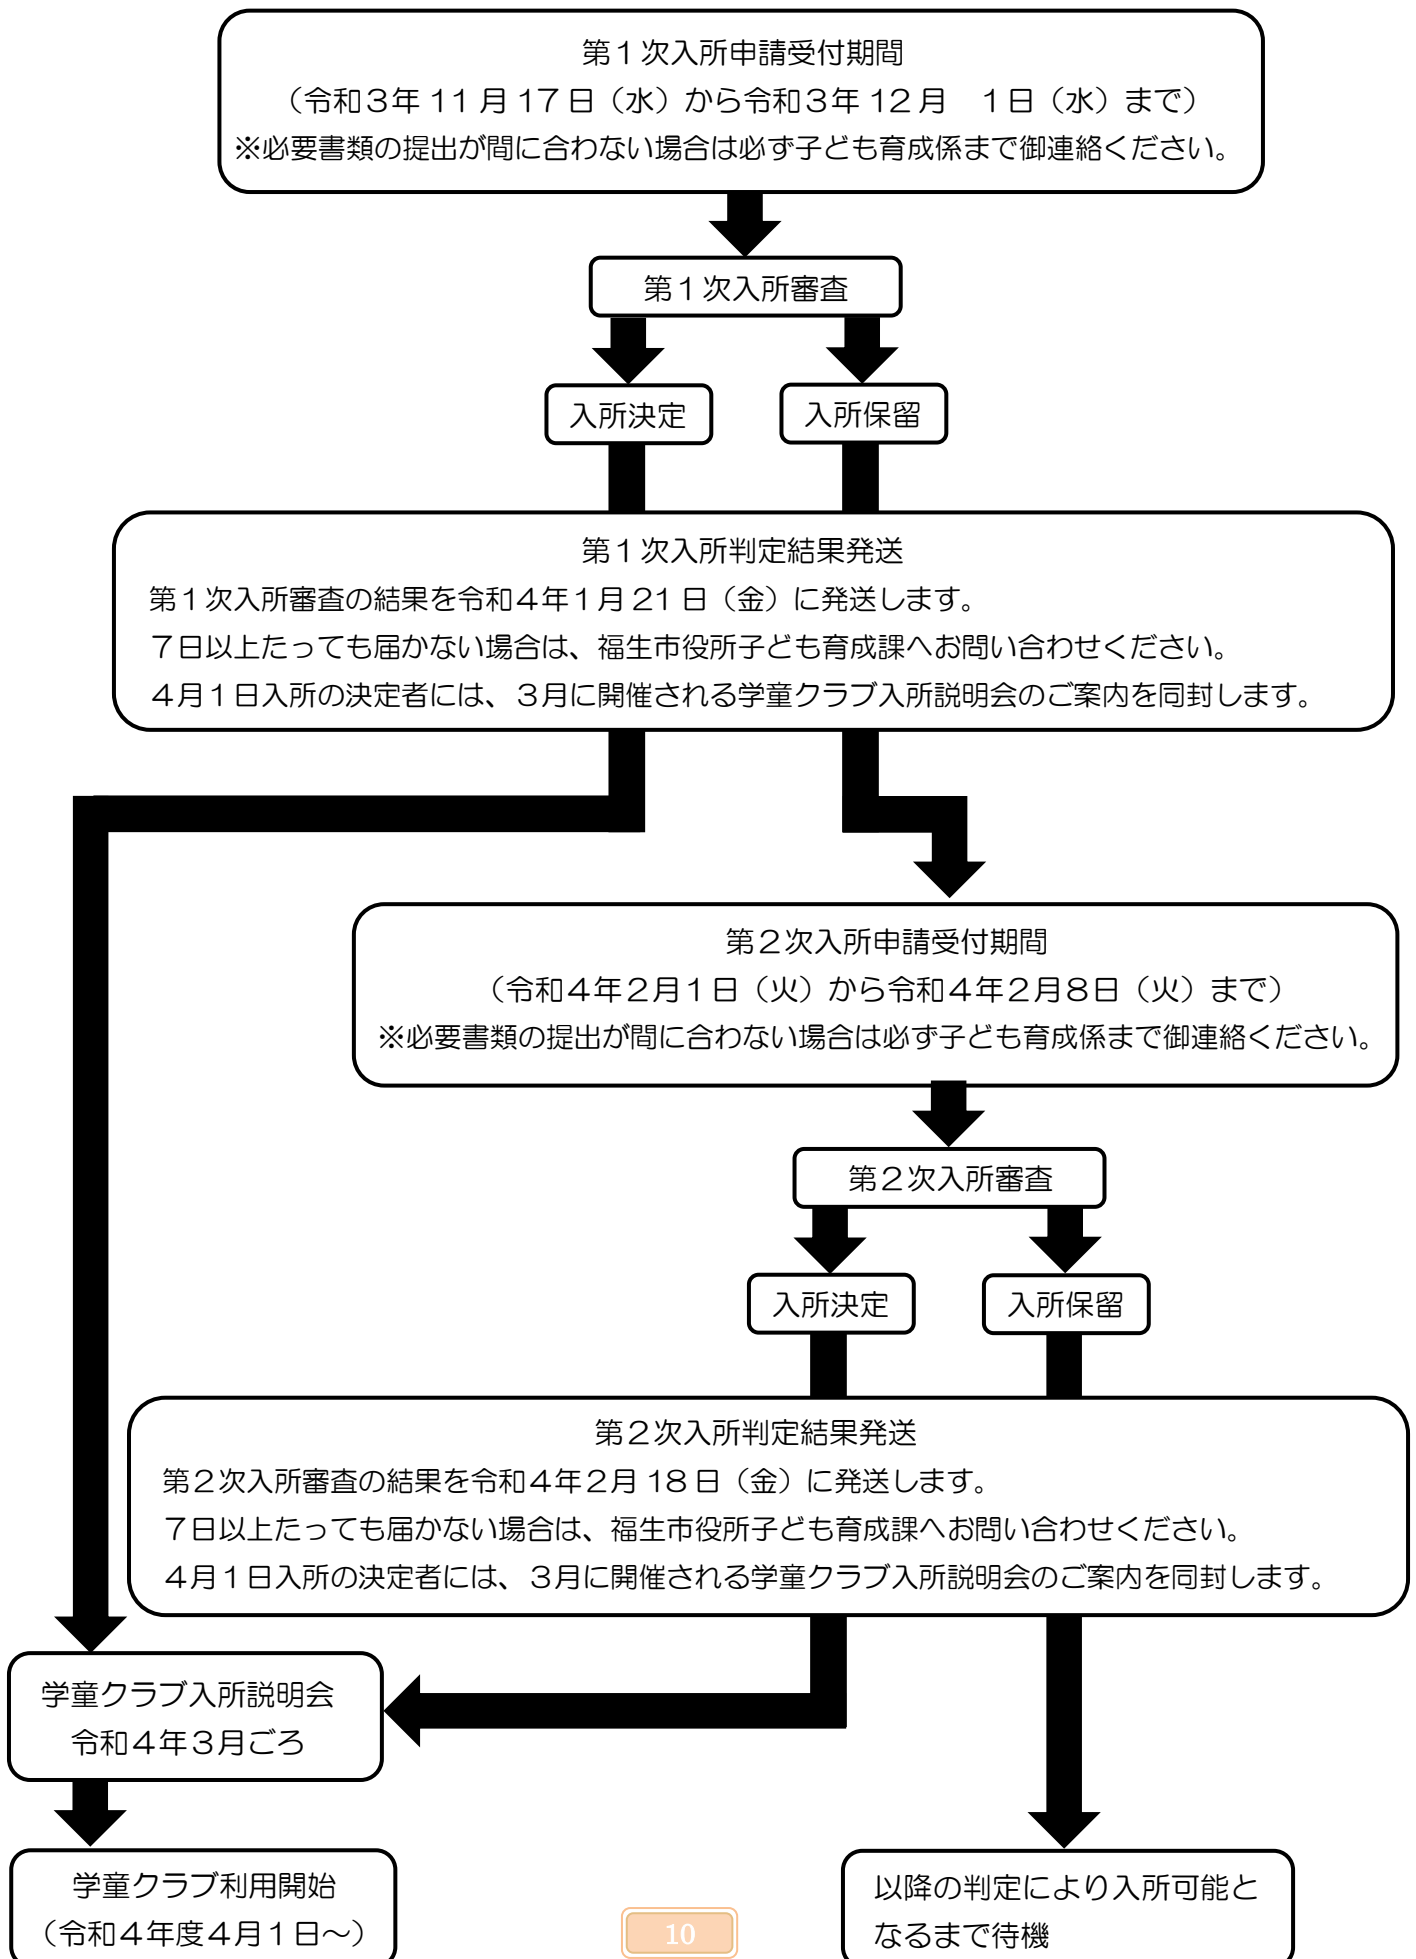 第１次入所申請受付期間
（令和３年 11 月 17 日（水）から令和３年 12 月　１日（水）まで）
※必要書類の提出が間に合わない場合は必ず子ども育成係まで御連絡ください。
第１次入所審査
入所決定
入所保留
第１次入所判定結果発送
第１次入所審査の結果を令和４年１月 21 日（金）に発送します。
７日以上たっても届かない場合は、福生市役所子ども育成課へお問い合わせください。
４月１日入所の決定者には、３月に開催される学童クラブ入所説明会のご案内を同封します。
第２次入所申請受付期間
（令和４年２月１日（火）から令和４年２月８日（火）まで）
※必要書類の提出が間に合わない場合は必ず子ども育成係まで御連絡ください。
第２次入所審査
入所決定
入所保留
第２次入所判定結果発送
第２次入所審査の結果を令和４年２月 18 日（金）に発送します。
７日以上たっても届かない場合は、福生市役所子ども育成課へお問い合わせください。
４月１日入所の決定者には、３月に開催される学童クラブ入所説明会のご案内を同封します。
学童クラブ入所説明会
令和４年３月ごろ
学童クラブ利用開始
（令和４年度４月１日～）
以降の判定により入所可能と
なるまで待機
10